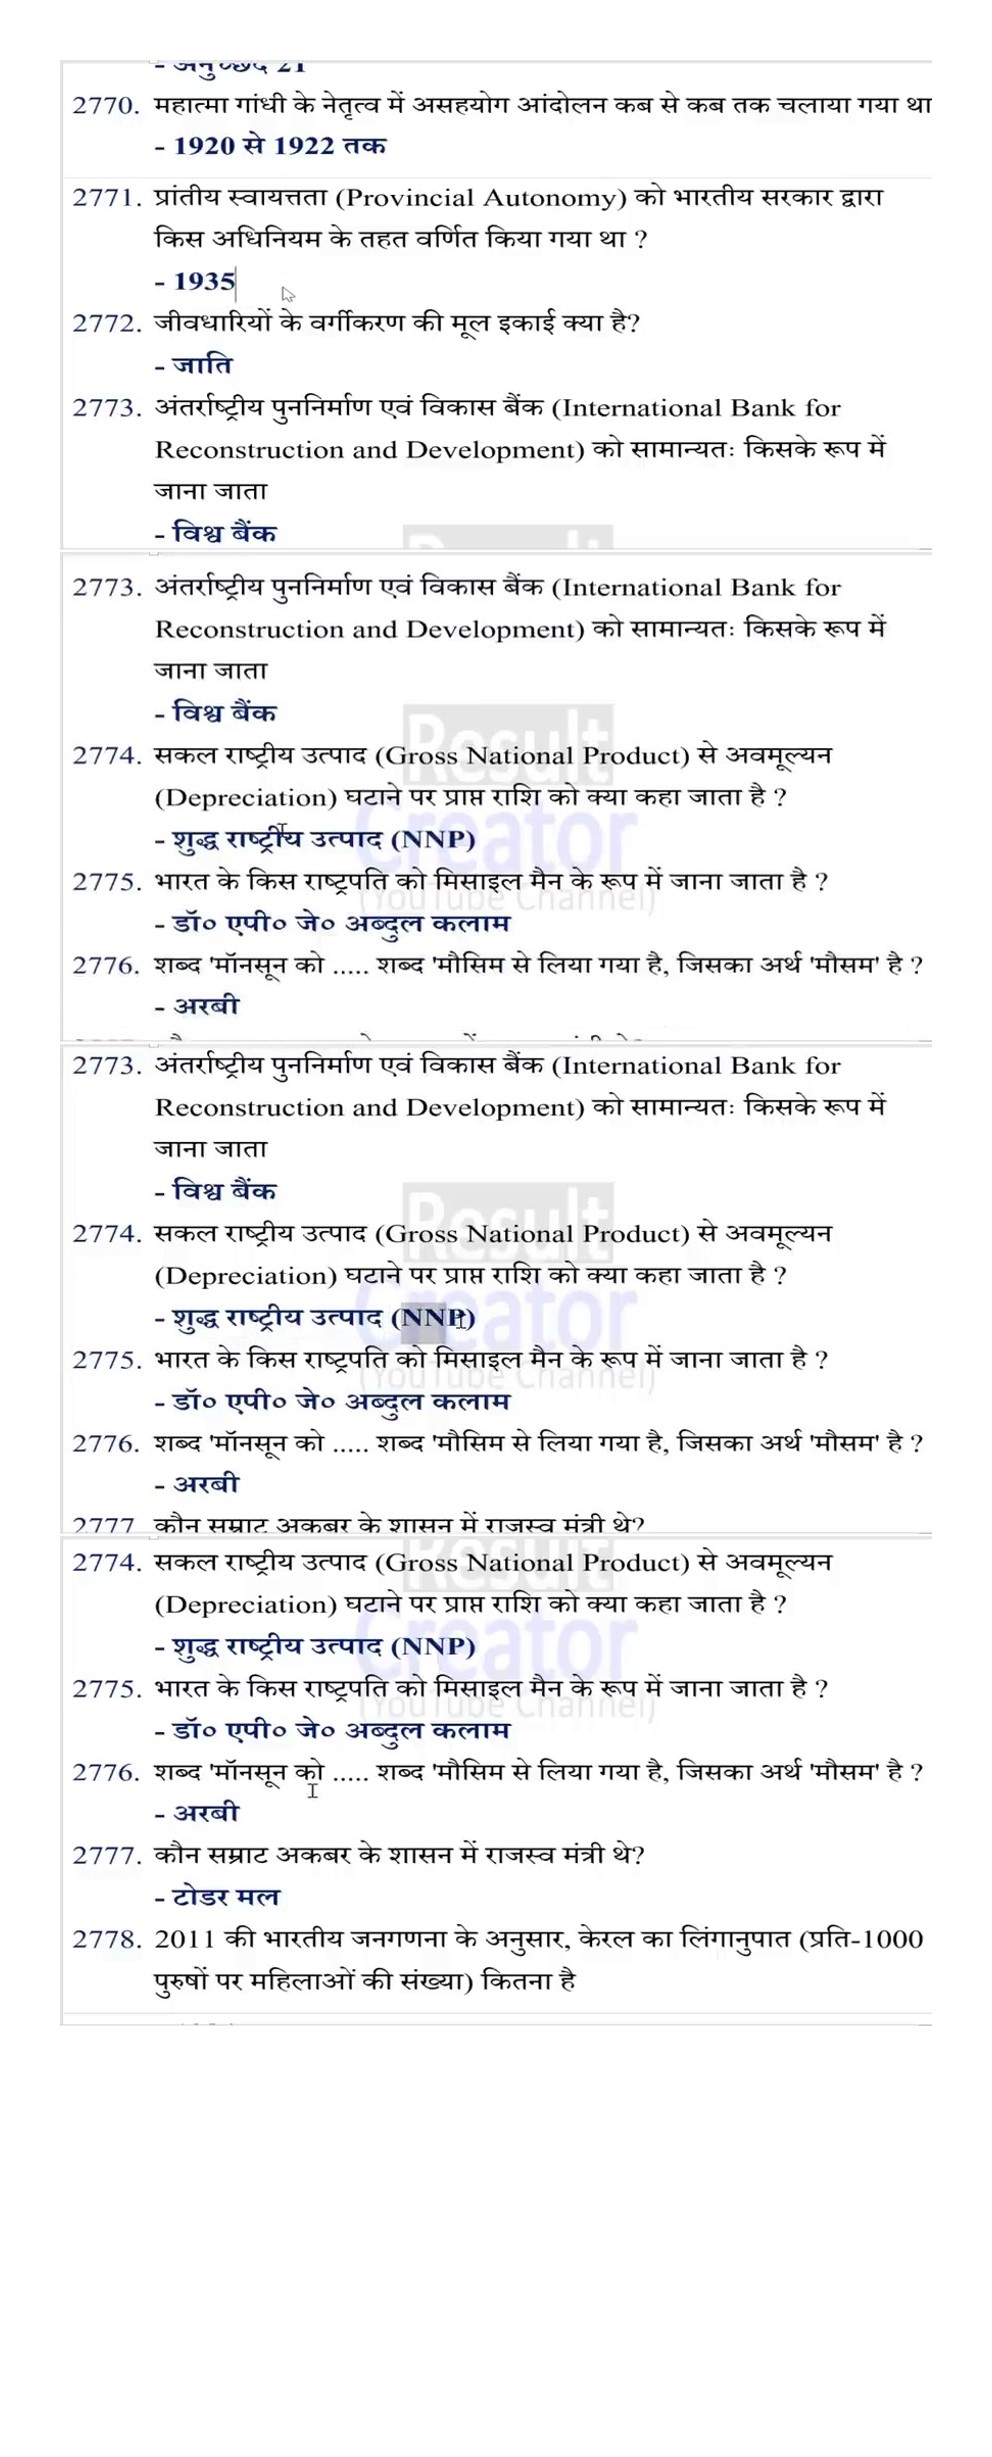 - अनुच्छेद 21
2770. महात्मा गांधी के नेतृत्व में असहयोग आंदोलन कब से कब तक चलाया गया था
- 1920 से 1922 तक
2771. प्रांतीय स्वायत्तता (Provincial Autonomy) को भारतीय सरकार द्वारा
किस अधिनियम के तहत वर्णित किया गया था ?
- 1935
2772. जीवधारियों के वर्गीकरण की मूल इकाई क्या है?
- जाति
2773. अंतर्राष्ट्रीय पुननिर्माण एवं विकास बैंक (International Bank for
Reconstruction and Development) को सामान्यतः किसके रूप में
जाना जाता
- विश्व बैंक
2773. अंतर्राष्ट्रीय पुननिर्माण एवं विकास बैंक (International Bank for
Reconstruction and Development) को सामान्यतः किसके रूप में
जाना जाता
- विश्व बैंक
Result
2774. सकल राष्ट्रीय उत्पाद (Gross National Product) से अवमूल्यन
(Depreciation) घटाने पर प्राप्त राशि को क्या कहा जाता है ?
Creator
- शुद्ध राष्ट्रीय उत्पाद (NNP)
2775. भारत के किस राष्ट्रपति को मिसाइल मैन के रूप में जाना जाता है ?
(YouTube Channel)
- डॉ० एपी० जे० अब्दुल कलाम
2776. शब्द 'मॉनसून को ..... शब्द 'मौसिम से लिया गया है, जिसका अर्थ 'मौसम' है ?
- अरबी
2773. अंतर्राष्ट्रीय पुननिर्माण एवं विकास बैंक (International Bank for
Reconstruction and Development) को सामान्यतः किसके रूप में
जाना जाता
- विश्व बैंक
Result
2774. सकल राष्ट्रीय उत्पाद (Gross National Product) से अवमूल्यन
(Depreciation) घटाने पर प्राप्त राशि को क्या कहा जाता है ?
Creator
- शुद्ध राष्ट्रीय उत्पाद (NNP)
2775. भारत के किस राष्ट्रपति को मिसाइल मैन के रूप में जाना जाता है ?
(YouTube Channel)
- डॉ० एपी० जे० अब्दुल कलाम
2776. शब्द 'मॉनसून को ..... शब्द 'मौसिम से लिया गया है, जिसका अर्थ 'मौसम' है ?
- अरबी
2777. कौन सम्राट अकबर के शासन में राजस्व मंत्री थे?
Result
2774. सकल राष्ट्रीय उत्पाद (Gross National Product) से अवमूल्यन
(Depreciation) घटाने पर प्राप्त राशि को क्या कहा जाता है ?
Creator
- शुद्ध राष्ट्रीय उत्पाद (NNP)
2775. भारत के किस राष्ट्रपति को मिसाइल मैन के रूप में जाना जाता है ?
(YouTube Channel)
- डॉ० एपी० जे० अब्दुल कलाम
2776. शब्द 'मॉनसून को ..... शब्द 'मौसिम से लिया गया है, जिसका अर्थ 'मौसम' है ?
- अरबी
2777. कौन सम्राट अकबर के शासन में राजस्व मंत्री थे?
- टोडर मल
2778. 2011 की भारतीय जनगणना के अनुसार, केरल का लिंगानुपात (प्रति-1000
पुरुषों पर महिलाओं की संख्या) कितना है